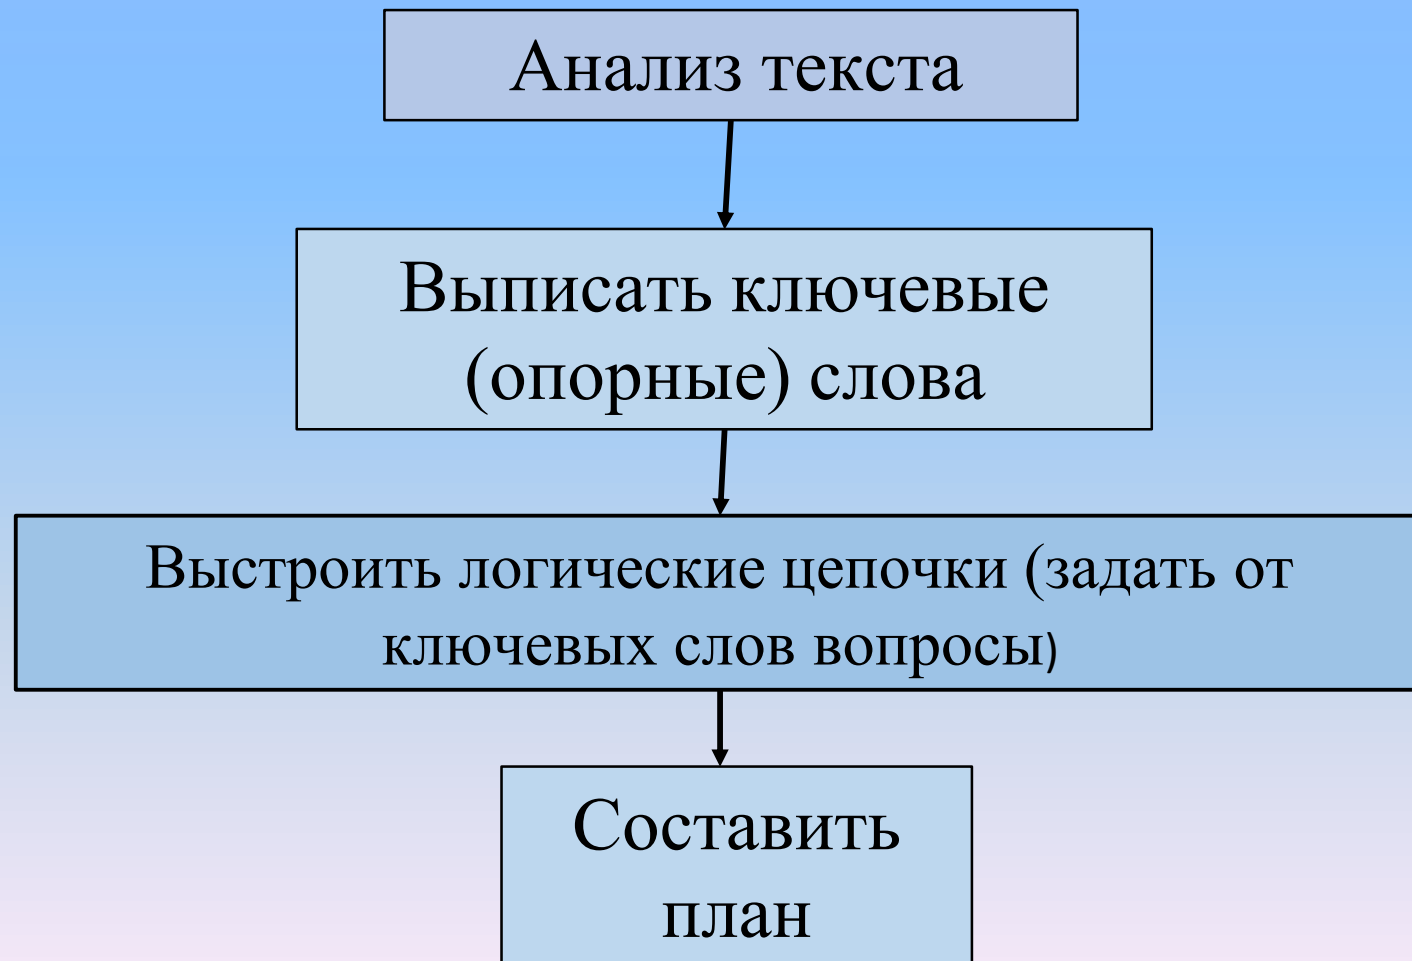 Анализ текста
Выписать ключевые
(опорные) слова
Выстроить логические цепочки (задать от
ключевых слов вопросы)
Составить
план